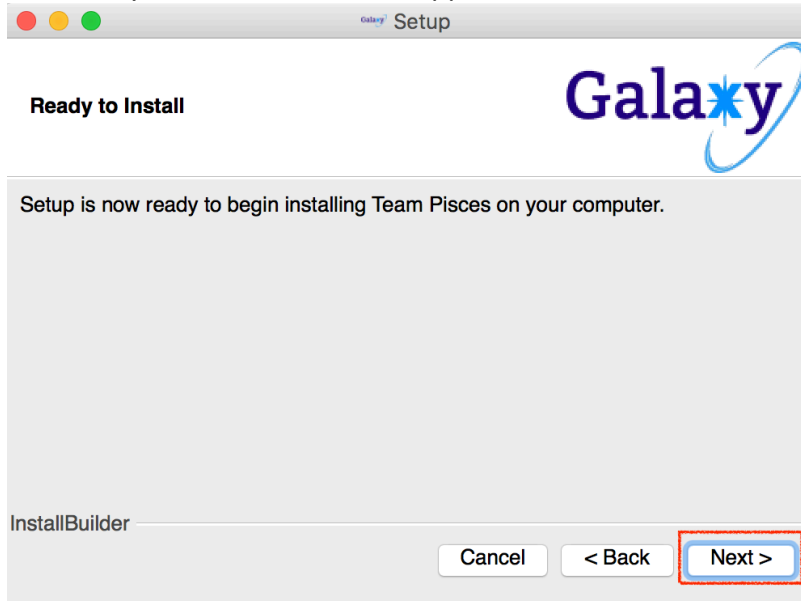 Galaxy Setup
Ready to Install
Galaxy
Setup is now ready to begin installing Team Pisces on your computer.
InstallBuilder
Cancel
< Back
Next >